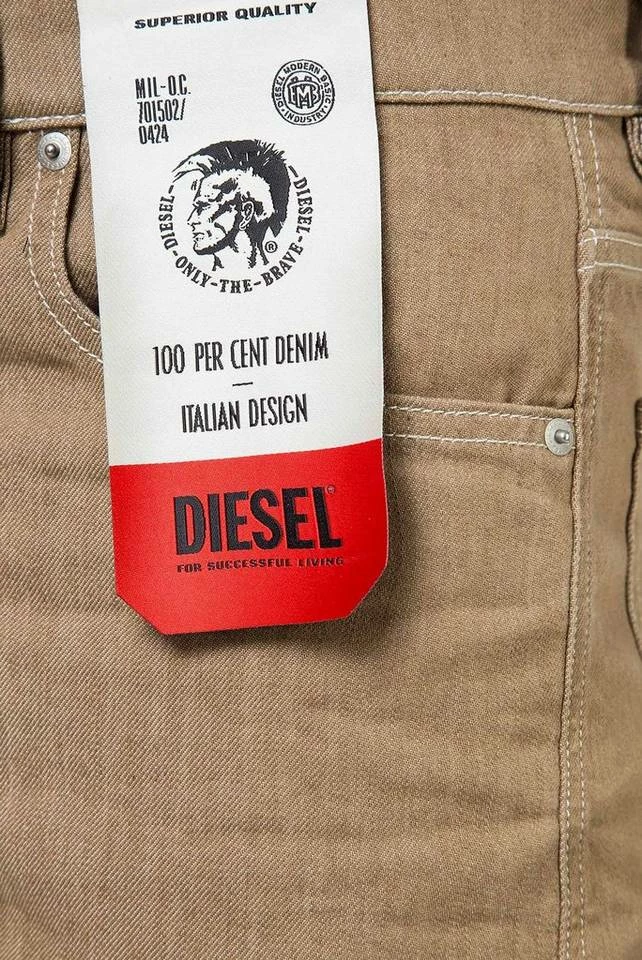 SUPERIOR QUALITY
MIL-O.C.
701502/
0424
DIESEL MODERN BASIC
INDUSTRY
DIESEL-ONLY-THE-BRAVE-DIESEL
®
100 PER CENT DENIM
—
ITALIAN DESIGN
DIESEL®
FOR SUCCESSFUL LIVING